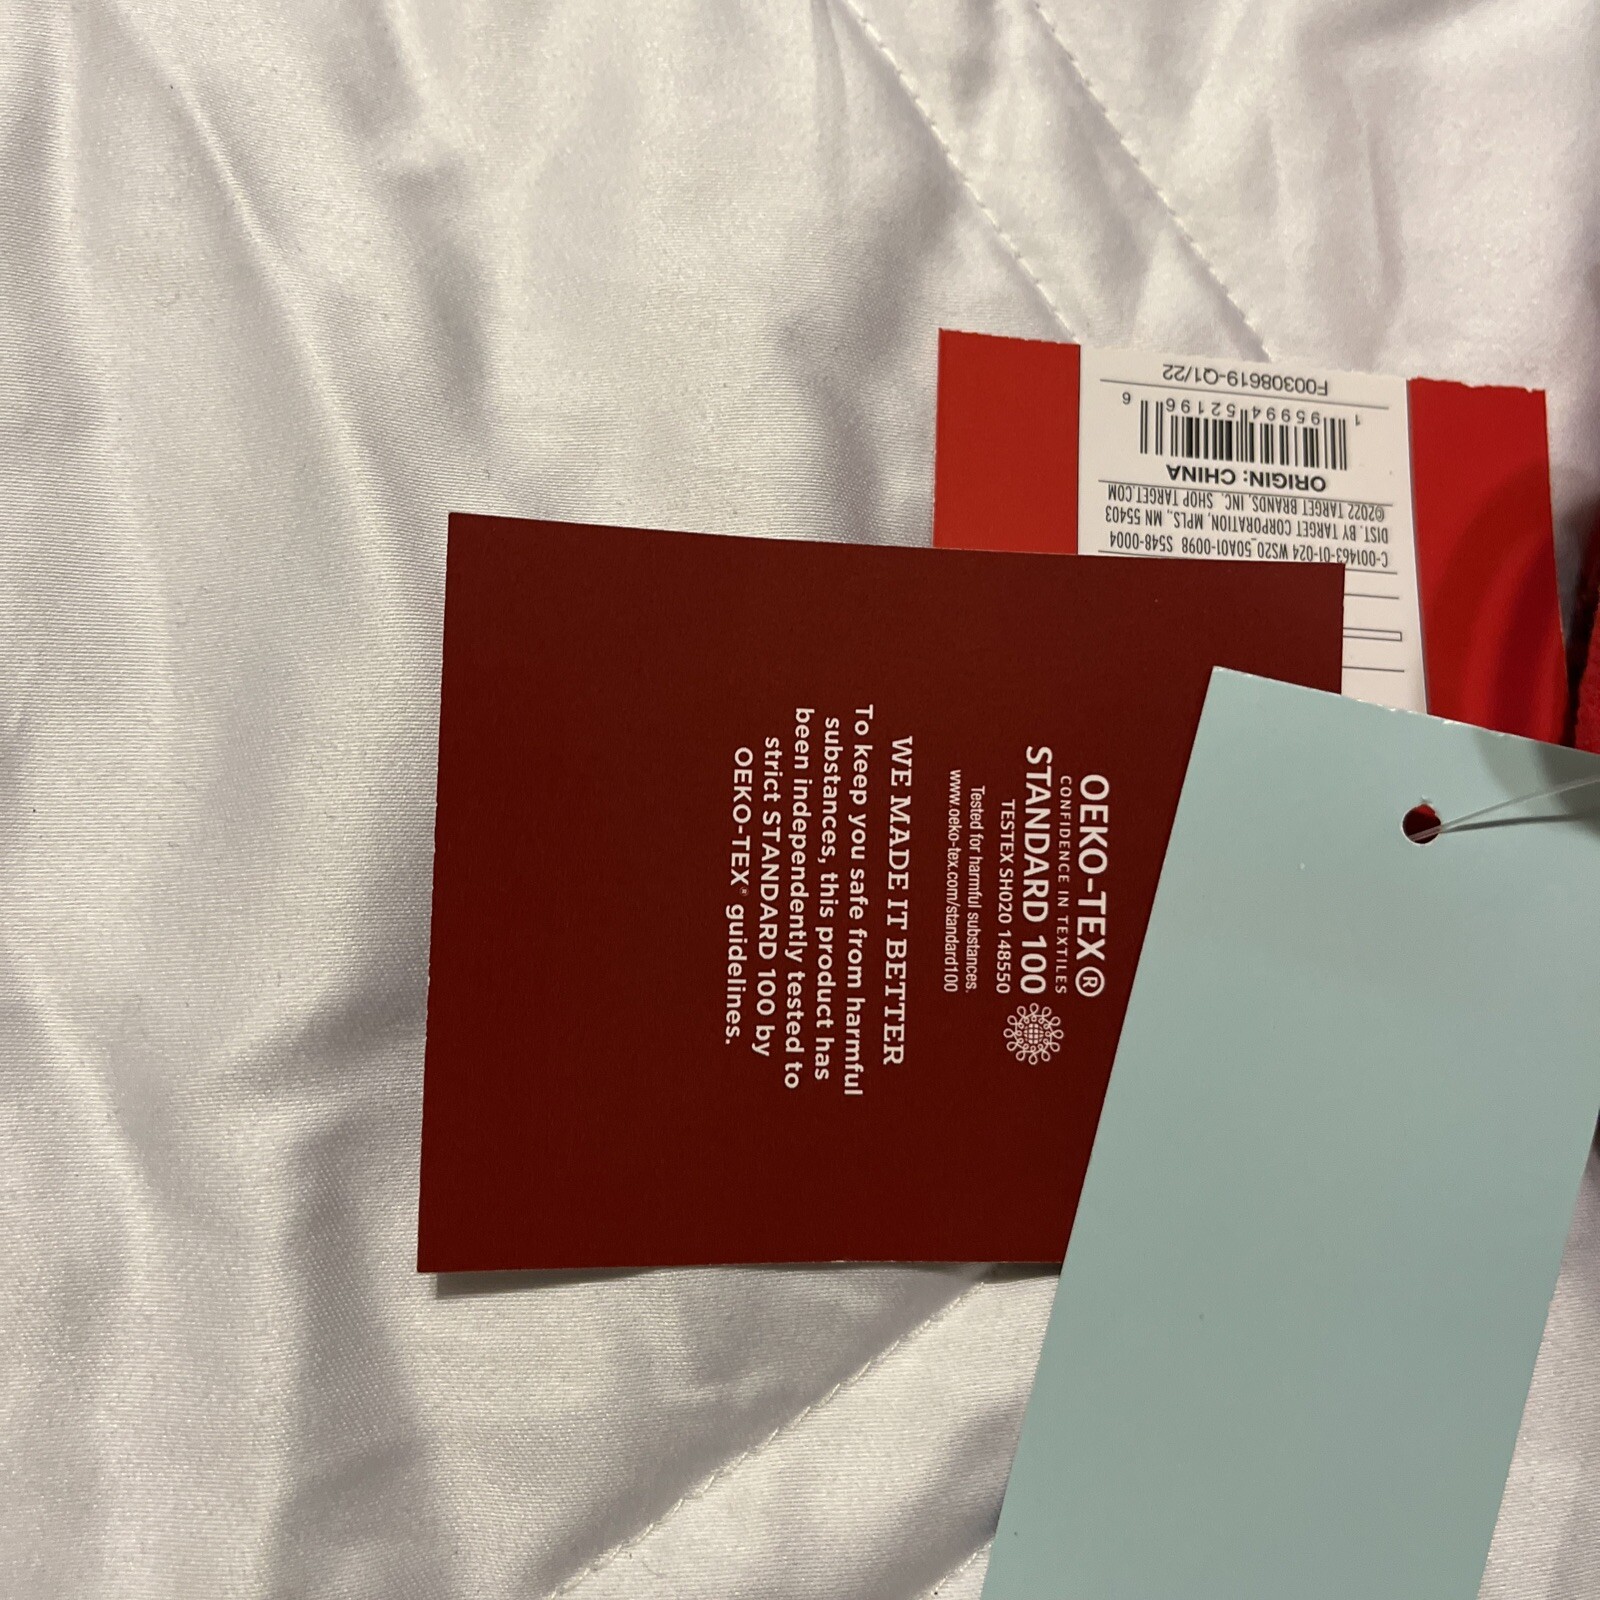 OEKO-TEX®
CONFIDENCE IN TEXTILES
STANDARD 100
TESTEX SH020 148550
Tested for harmful substances.
www.oeko-tex.com/standard100
WE MADE IT BETTER
To keep you safe from harmful
substances, this product has
been independently tested to
strict STANDARD 100 by
OEKO-TEX® guidelines.
C-001463-01-024 WS20_50A01-0098 S548-0004
DIST. BY TARGET CORPORATION, MPLS., MN 55403
©2022 TARGET BRANDS, INC. SHOP TARGET.COM
ORIGIN: CHINA
1 95994 52196 6
F00308619-Q1/22